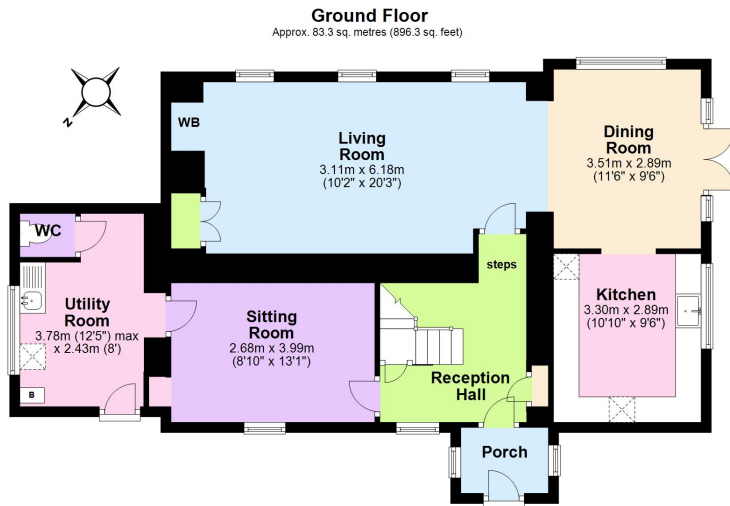 Ground Floor
Approx. 83.3 sq. metres (896.3 sq. feet)
N
WB
Living
Room
3.11m x 6.18m
(10'2" x 20'3")
Dining
Room
3.51m x 2.89m
(11'6" x 9'6")
WC
steps
Utility
Room
3.78m (12'5") max
x 2.43m (8')
Sitting
Room
2.68m x 3.99m
(8'10" x 13'1")
Kitchen
3.30m x 2.89m
(10'10" x 9'6")
Reception
Hall
B
Porch